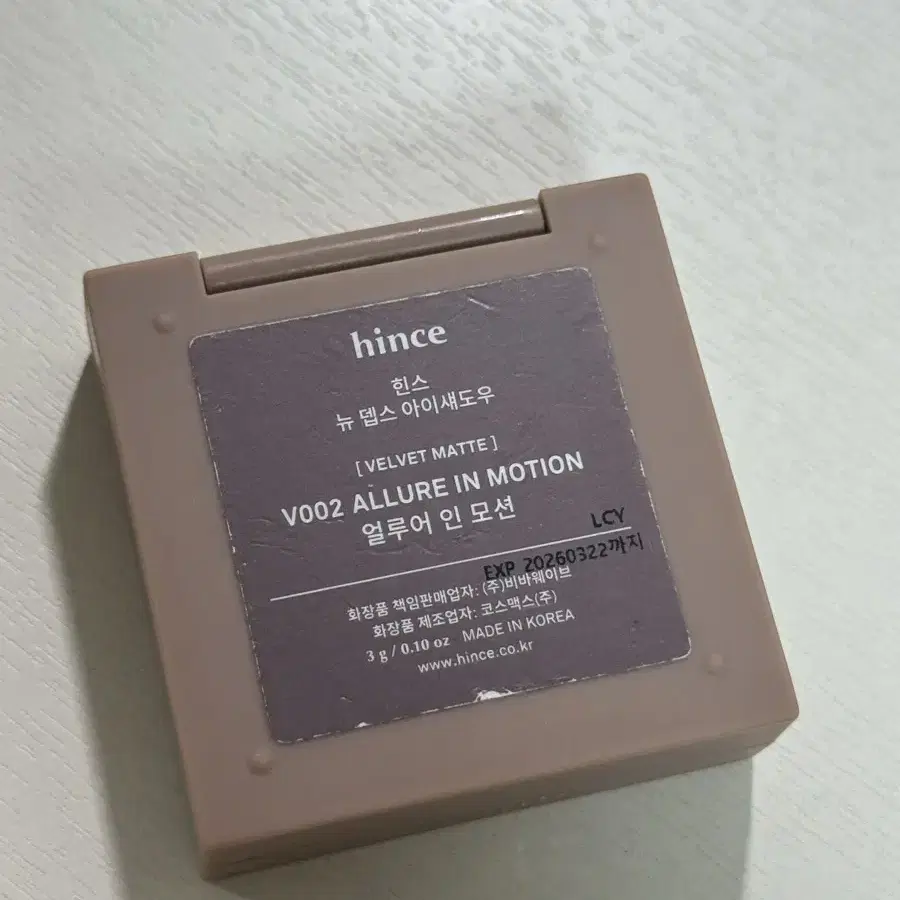 hince
힌스
뉴 뎁스 아이섀도우
[ VELVET MATTE ]
V002 ALLURE IN MOTION
얼루어 인 모션
LCY
EXP 20260322까지
화장품 책임판매업자: (주)비바웨이브
화장품 제조업자: 코스맥스(주)
3 g / 0.10 oz MADE IN KOREA
www.hince.co.kr